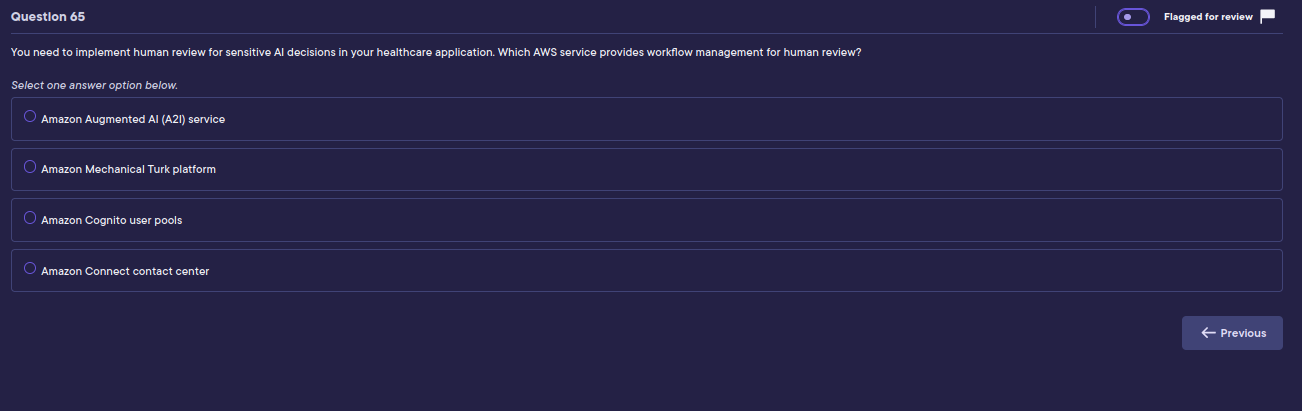 Question 65
Flagged for review
You need to implement human review for sensitive AI decisions in your healthcare application. Which AWS service provides workflow management for human review?
Select one answer option below.
Amazon Augmented AI (A2I) service
Amazon Mechanical Turk platform
Amazon Cognito user pools
Amazon Connect contact center
Previous